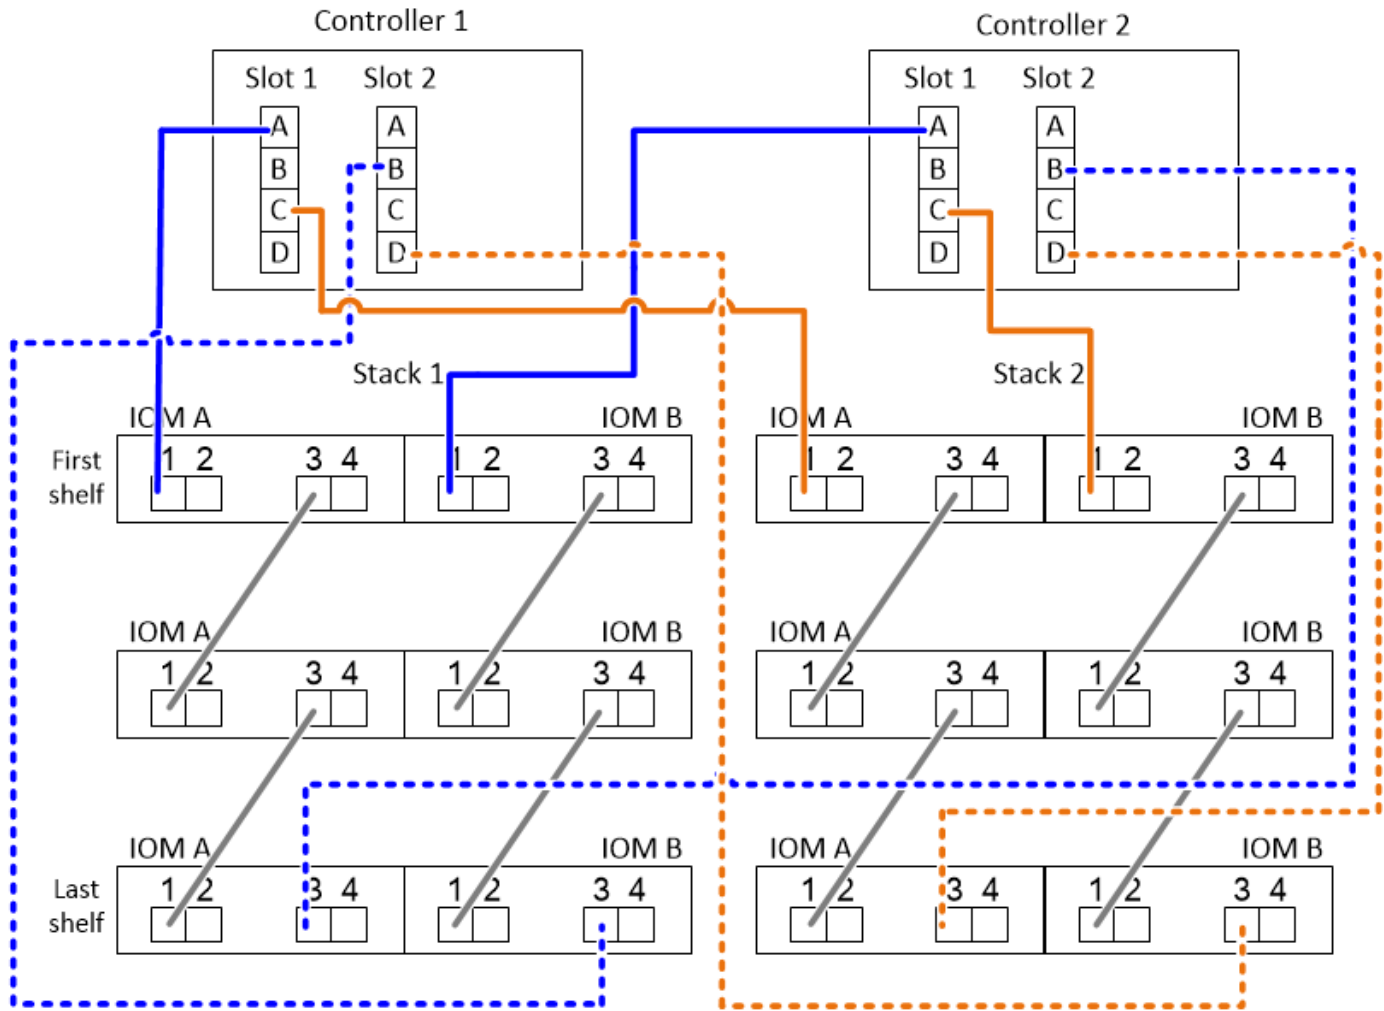 Controller 1
Controller 2
Slot 1 Slot 2
Slot 1 Slot 2
A A
B B
C C
D D
A A
B B
C C
D D
Stack 1
Stack 2
IOM A IOM B
IOM A IOM B
First
shelf
1 2 3 4 1 2 3 4
1 2 3 4 1 2 3 4
IOM A IOM B
IOM A IOM B
1 2 3 4 1 2 3 4
1 2 3 4 1 2 3 4
IOM A IOM B
IOM A IOM B
Last
shelf
1 2 3 4 1 2 3 4
1 2 3 4 1 2 3 4